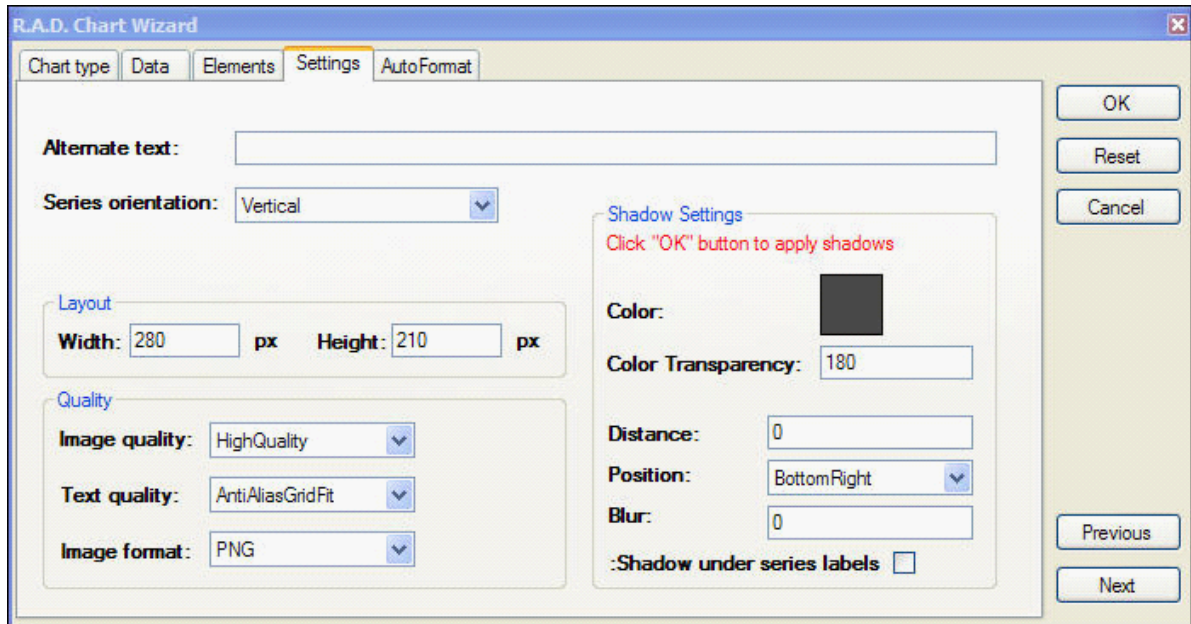 R.A.D. Chart Wizard
Chart type Data Elements Settings AutoFormat
Alternate text:
Series orientation: Vertical
Layout
Width: 280 px Height: 210 px
Quality
Image quality: HighQuality
Text quality: AntiAliasGridFit
Image format: PNG
Shadow Settings
Click "OK" button to apply shadows
Color:
Color Transparency: 180
Distance: 0
Position: BottomRight
Blur: 0
:Shadow under series labels
OK
Reset
Cancel
Previous
Next